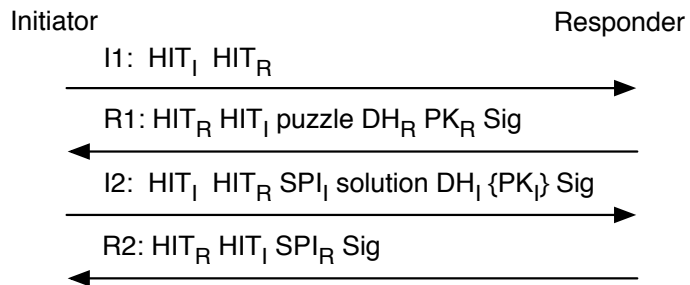 Initiator Responder
I1: HIT_I HIT_R
R1: HIT_R HIT_I puzzle DH_R PK_R Sig
I2: HIT_I HIT_R SPI_I solution DH_I {PK_I} Sig
R2: HIT_R HIT_I SPI_R Sig